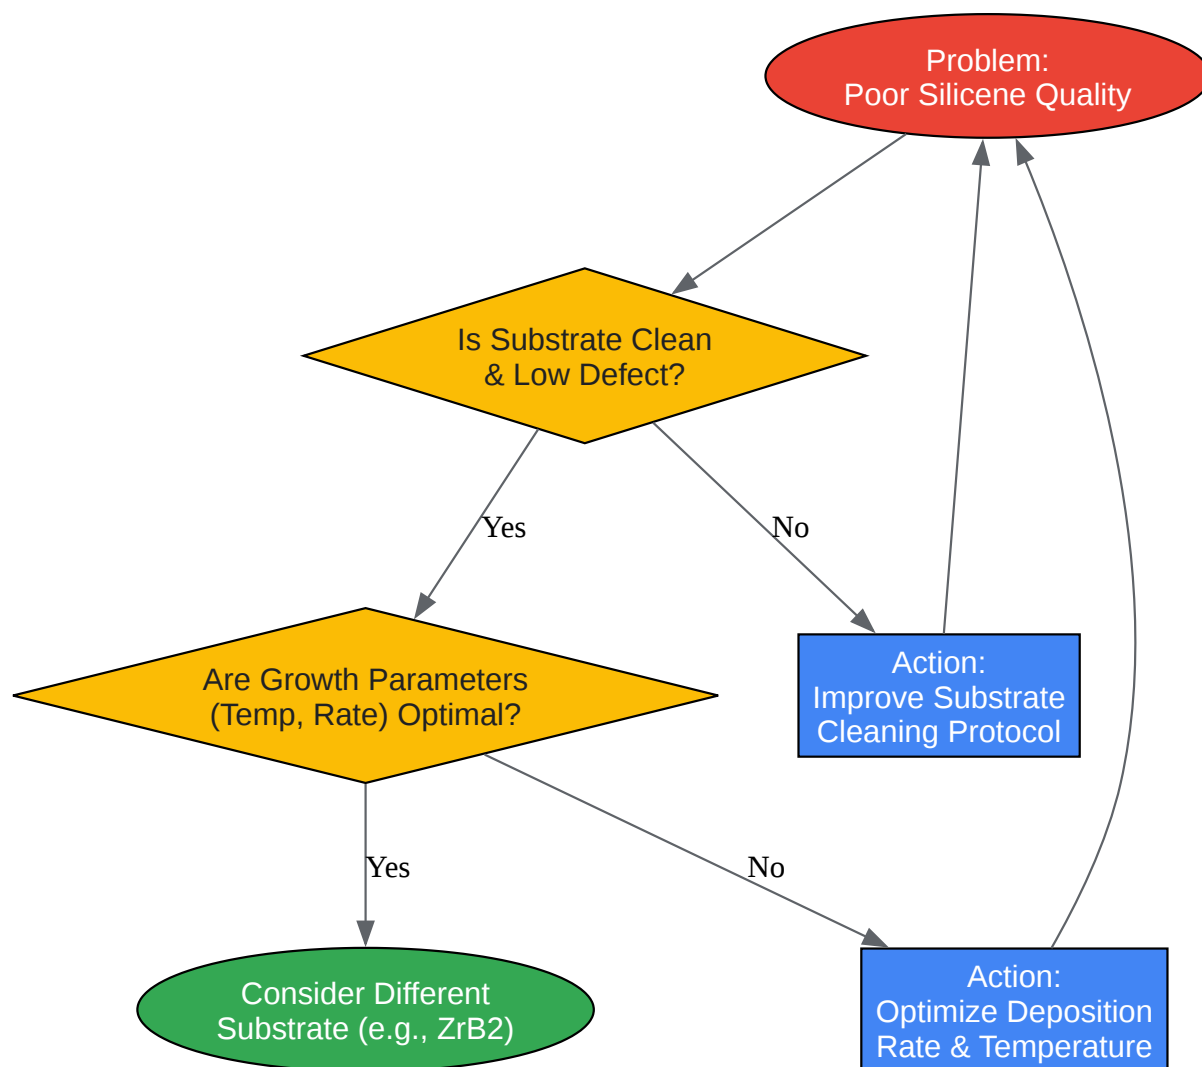 Problem:
Poor Silicene Quality
Is Substrate Clean
& Low Defect?
Yes
No
Are Growth Parameters
(Temp, Rate) Optimal?
Action:
Improve Substrate
Cleaning Protocol
Yes
No
Consider Different
Substrate (e.g., ZrB2)
Action:
Optimize Deposition
Rate & Temperature